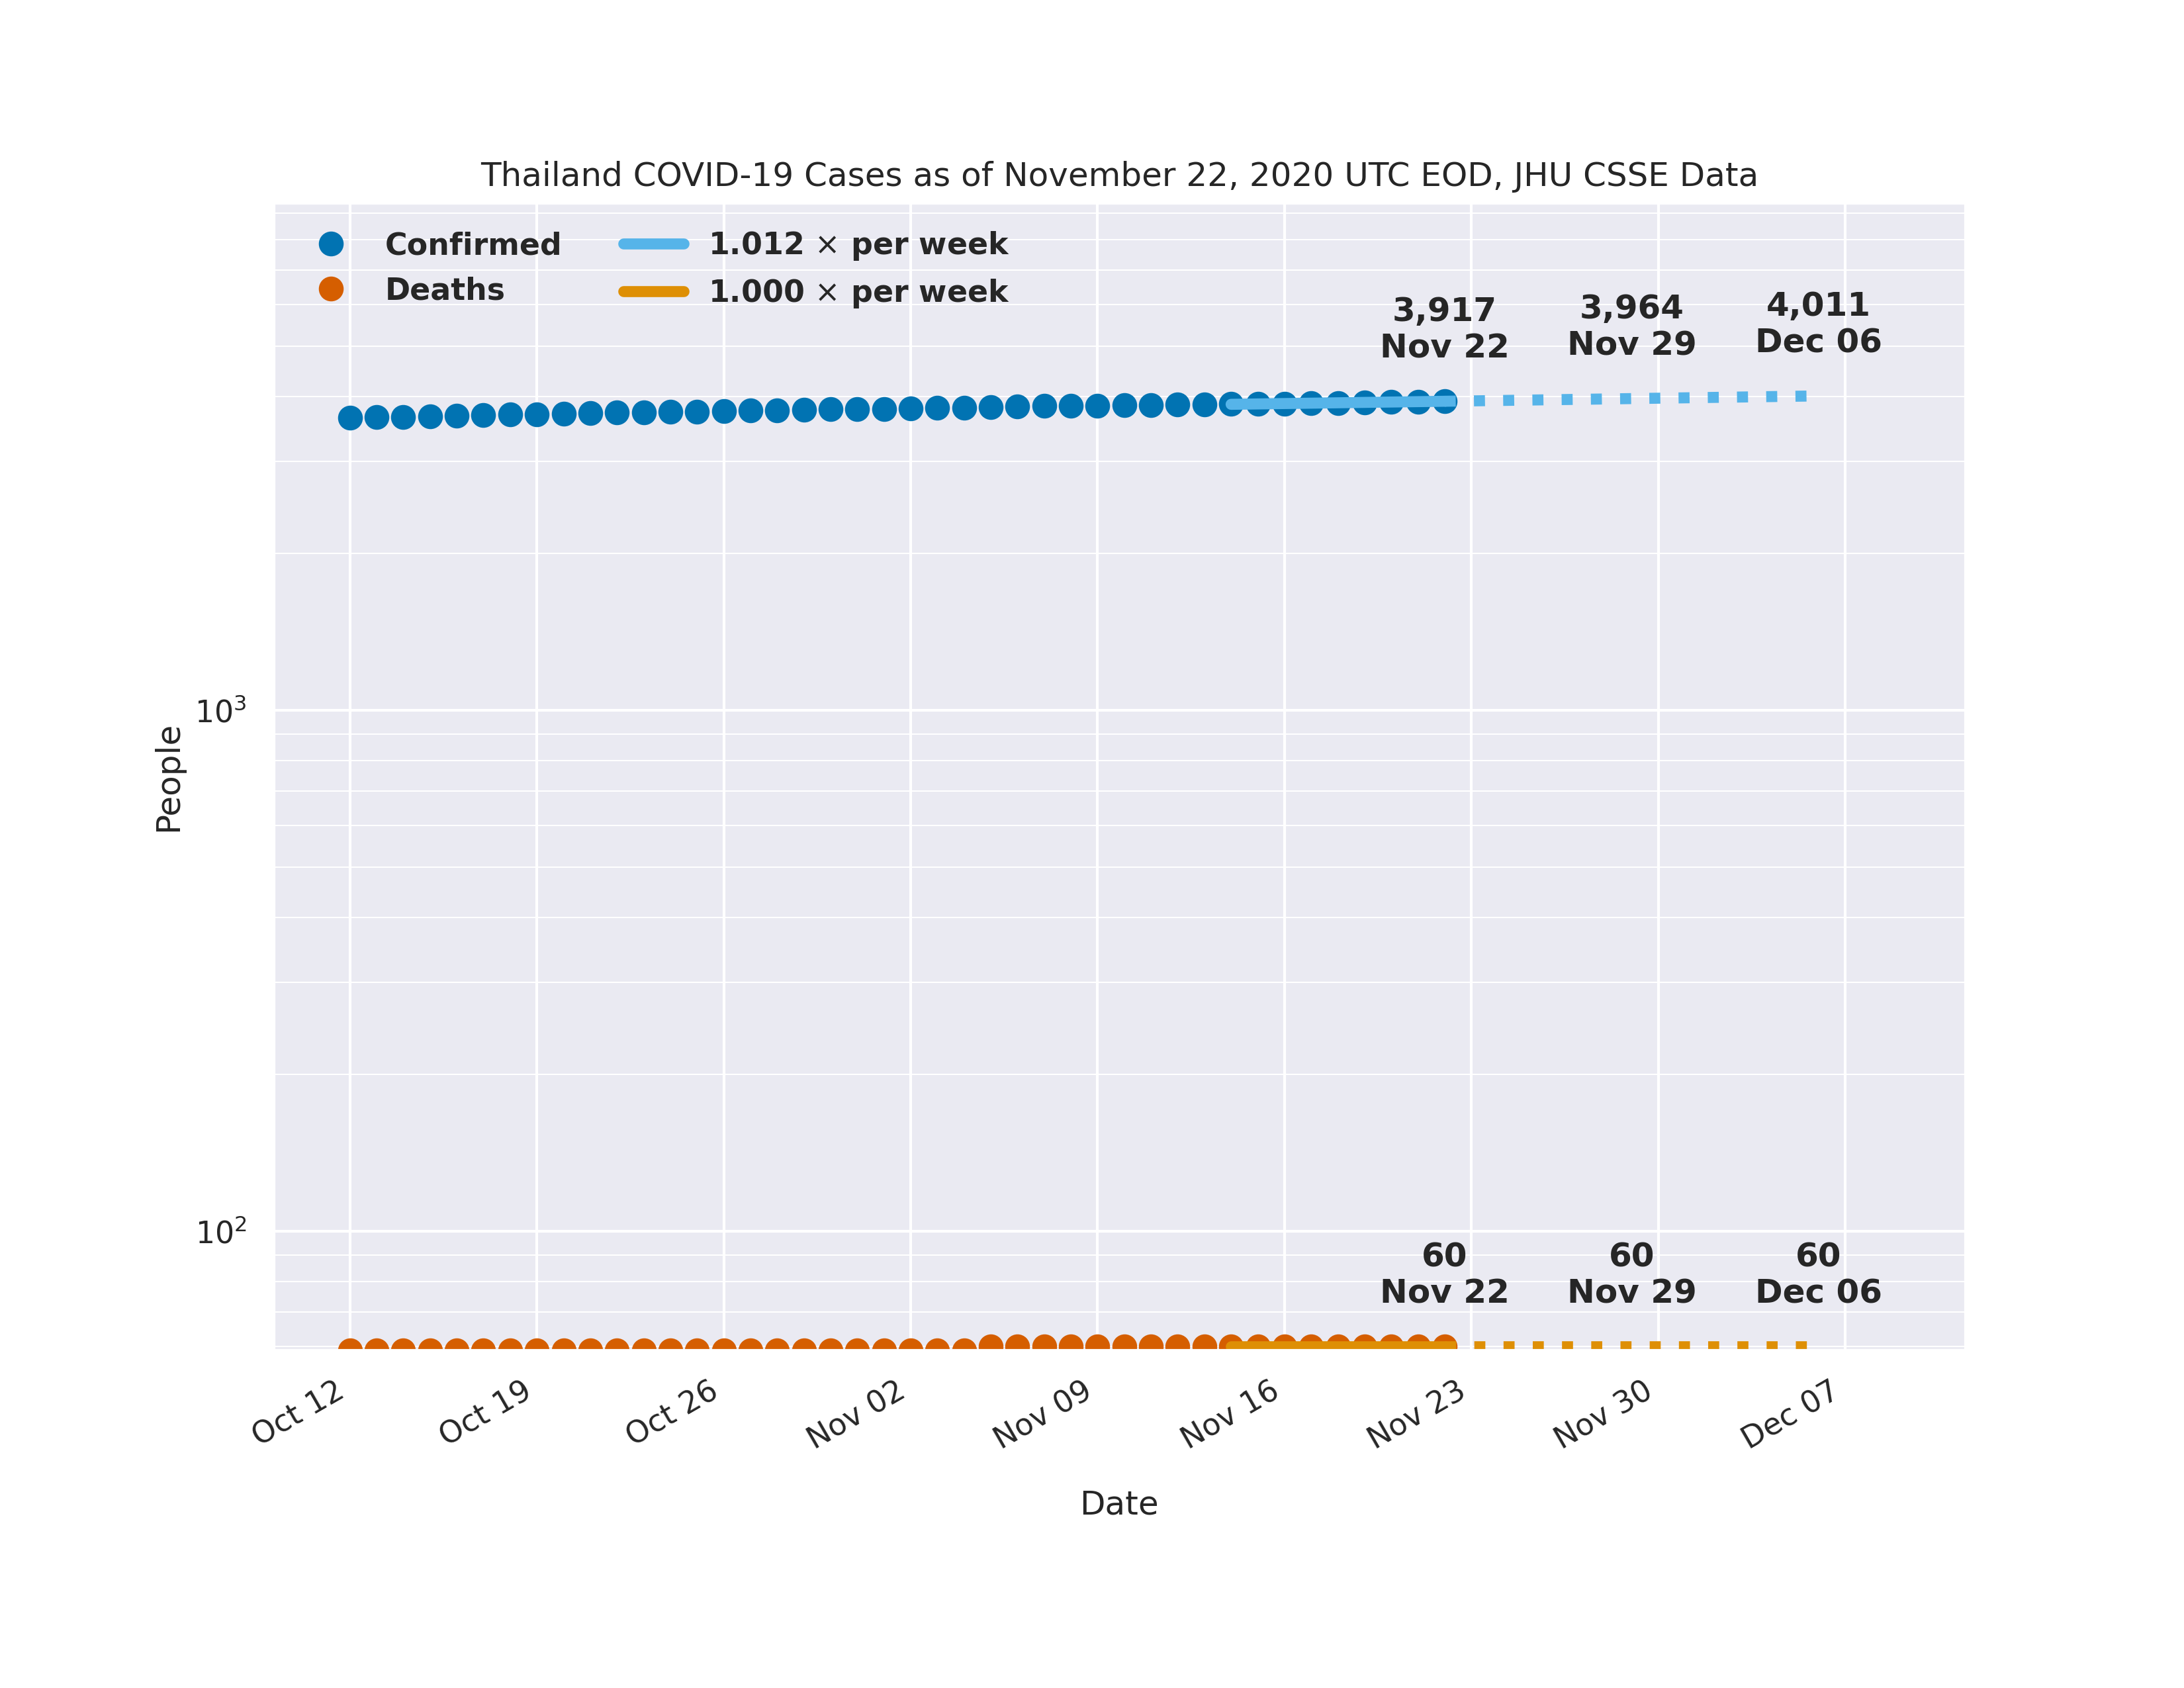 Thailand COVID-19 Cases as of November 22, 2020 UTC EOD, JHU CSSE Data
Confirmed
Deaths
1.012 × per week
1.000 × per week
3,917
Nov 22
3,964
Nov 29
4,011
Dec 06
People
10³
10²
60
Nov 22
60
Nov 29
60
Dec 06
Oct 12
Oct 19
Oct 26
Nov 02
Nov 09
Nov 16
Nov 23
Nov 30
Dec 07
Date